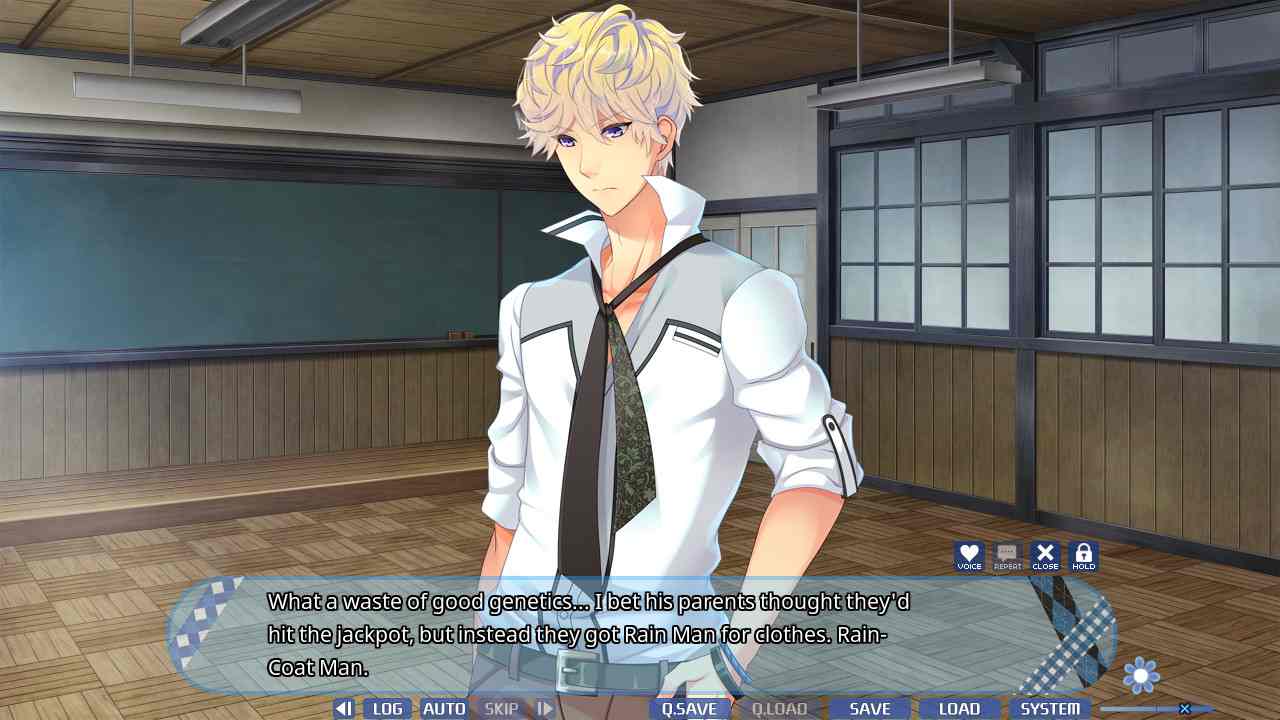 VOICE REPEAT CLOSE HOLD
What a waste of good genetics... I bet his parents thought they'd
hit the jackpot, but instead they got Rain Man for clothes. Rain-
Coat Man.
LOG AUTO SKIP Q.SAVE Q.LOAD SAVE LOAD SYSTEM